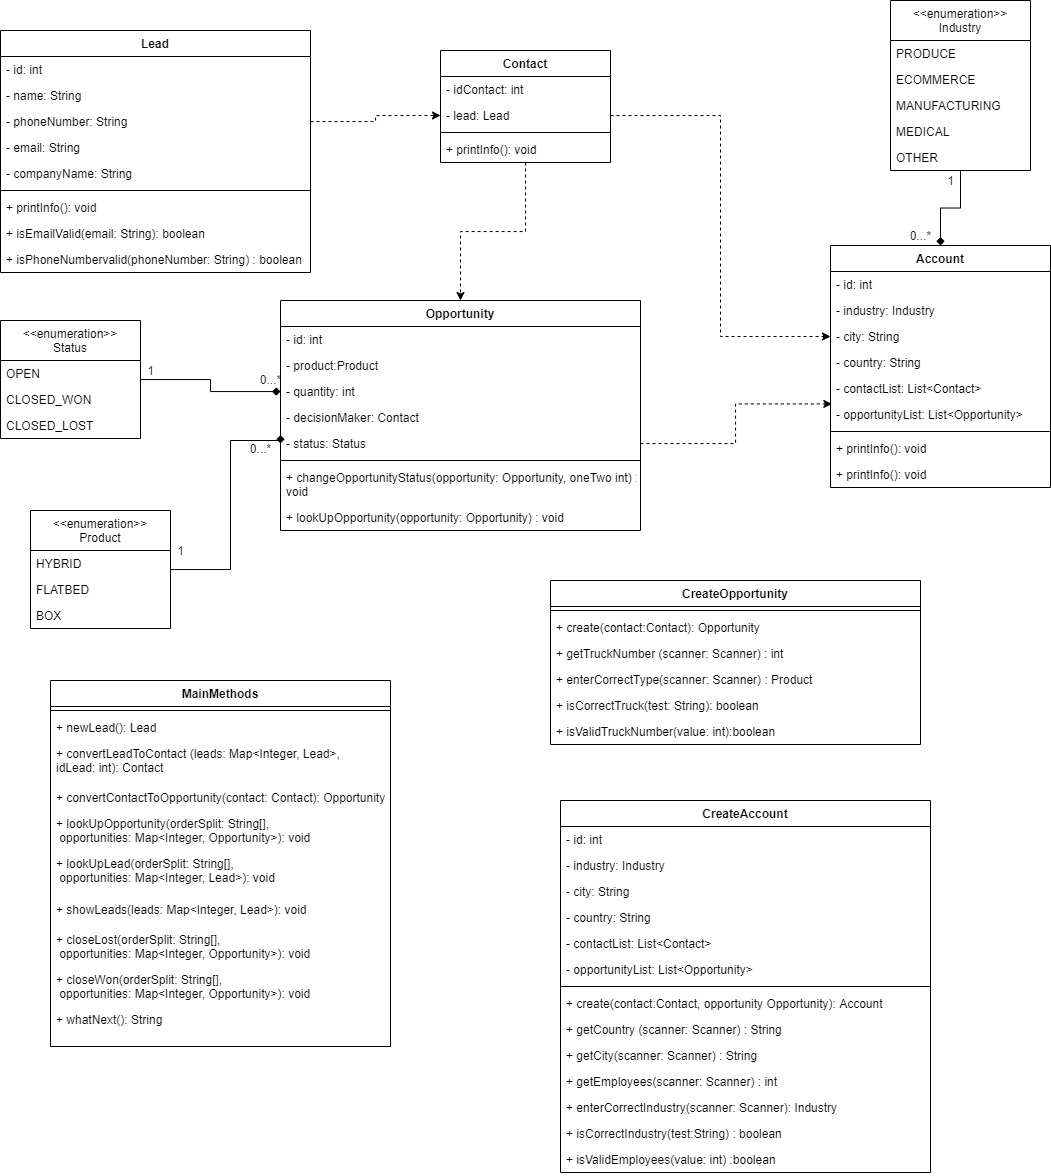 Lead
- id: int
- name: String
- phoneNumber: String
- email: String
- companyName: String
+ printInfo(): void
+ isEmailValid(email: String): boolean
+ isPhoneNumbervalid(phoneNumber: String) : boolean
Contact
- idContact: int
- lead: Lead
+ printInfo(): void
<<enumeration>>
Industry
PRODUCE
ECOMMERCE
MANUFACTURING
MEDICAL
OTHER
1
0...*
Account
- id: int
- industry: Industry
- city: String
- country: String
- contactList: List<Contact>
- opportunityList: List<Opportunity>
+ printInfo(): void
+ printInfo(): void
<<enumeration>>
Status
OPEN
CLOSED_WON
CLOSED_LOST
1
0...*
Opportunity
- id: int
- product:Product
- quantity: int
- decisionMaker: Contact
- status: Status
+ changeOpportunityStatus(opportunity: Opportunity, oneTwo int) :
void
+ lookUpOpportunity(opportunity: Opportunity) : void
0...*
<<enumeration>>
Product
HYBRID
FLATBED
BOX
1
CreateOpportunity
+ create(contact:Contact): Opportunity
+ getTruckNumber (scanner: Scanner) : int
+ enterCorrectType(scanner: Scanner) : Product
+ isCorrectTruck(test: String): boolean
+ isValidTruckNumber(value: int):boolean
MainMethods
+ newLead(): Lead
+ convertLeadToContact (leads: Map<Integer, Lead>,
idLead: int): Contact
+ convertContactToOpportunity(contact: Contact): Opportunity
+ lookUpOpportunity(orderSplit: String[],
opportunities: Map<Integer, Opportunity>): void
+ lookUpLead(orderSplit: String[],
opportunities: Map<Integer, Lead>): void
+ showLeads(leads: Map<Integer, Lead>): void
+ closeLost(orderSplit: String[],
opportunities: Map<Integer, Opportunity>): void
+ closeWon(orderSplit: String[],
opportunities: Map<Integer, Opportunity>): void
+ whatNext(): String
CreateAccount
- id: int
- industry: Industry
- city: String
- country: String
- contactList: List<Contact>
- opportunityList: List<Opportunity>
+ create(contact:Contact, opportunity Opportunity): Account
+ getCountry (scanner: Scanner) : String
+ getCity(scanner: Scanner) : String
+ getEmployees(scanner: Scanner) : int
+ enterCorrectIndustry(scanner: Scanner): Industry
+ isCorrectIndustry(test:String) : boolean
+ isValidEmployees(value: int) :boolean